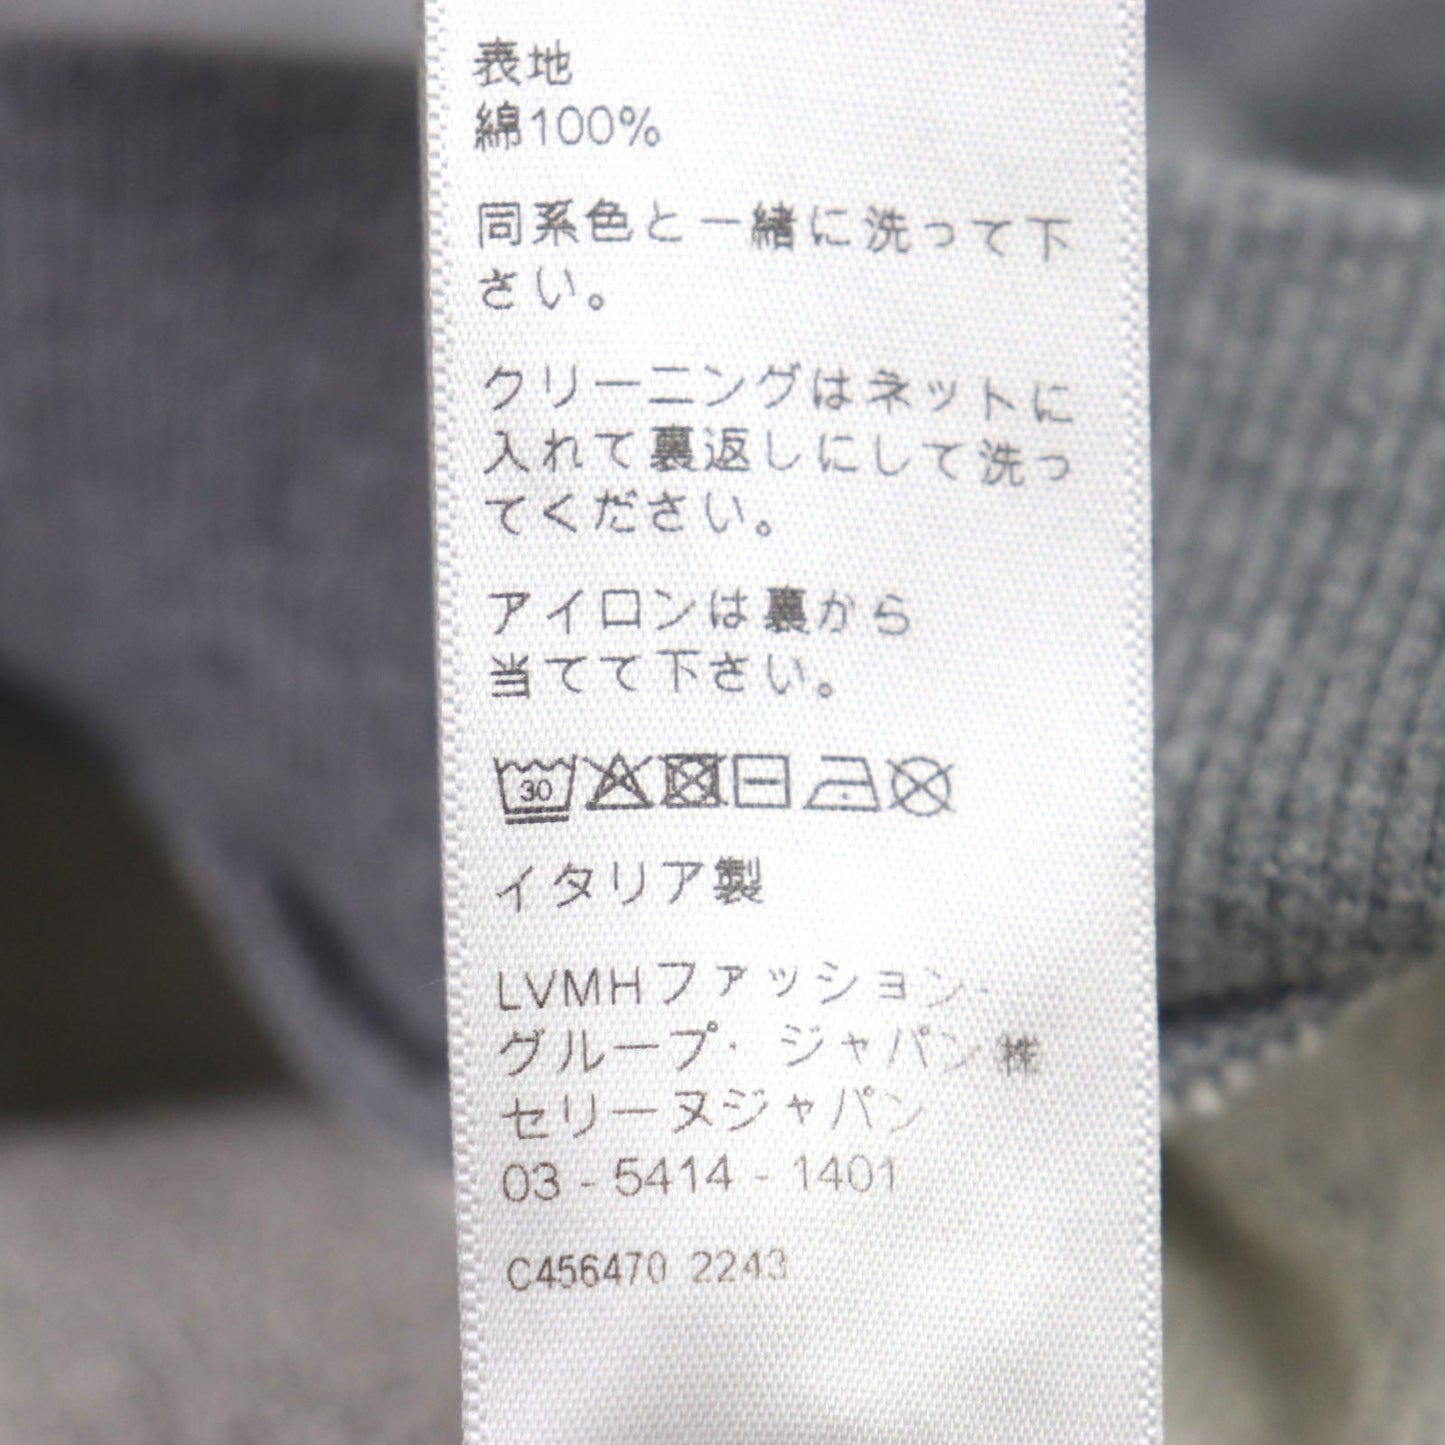 表地
綿100%
同系色と一緒に洗って下
さい。
クリーニングはネットに
入れて裏返しにして洗っ
てください。
アイロンは裏から
当てて下さい。
30
イタリア製
LVMHファッション・
グループ・ジャパン㈱
セリーヌジャパン
03 - 5414 - 1401
C456470 2243